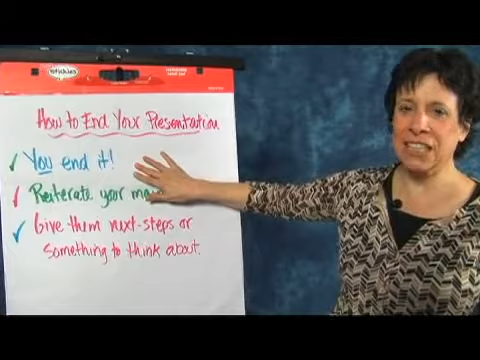 stickies
How to End Your Presentation
✓ You end it!
✓ Reiterate your
✓ Give them next-steps or
something to think about.